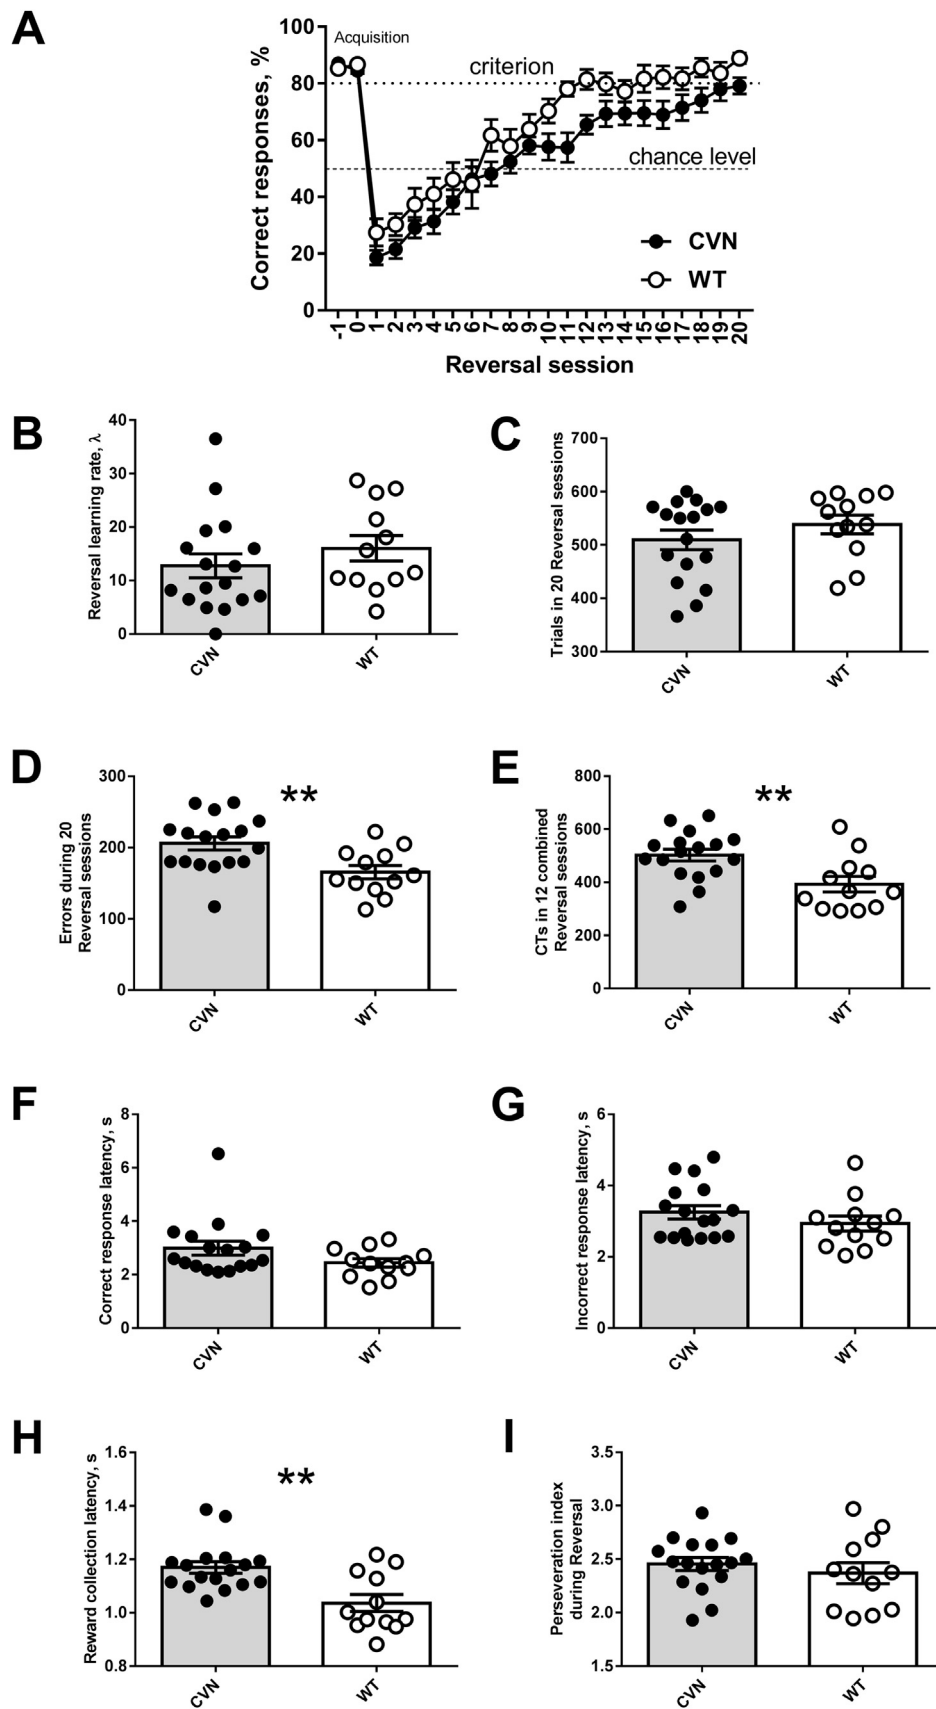 A
Correct responses, %
100
80
60
40
20
0
Acquisition
criterion
chance level
CVN
WT
-1 0 1 2 3 4 5 6 7 8 9 10 11 12 13 14 15 16 17 18 19 20
Reversal session
B
Reversal learning rate, λ
40
30
20
10
0
CVN WT
C
Trials in 20 Reversal sessions
700
600
500
400
300
CVN WT
D
Errors during 20
Reversal sessions
300
200
100
0
**
CVN WT
E
CTs in 12 combined
Reversal sessions
800
600
400
200
0
**
CVN WT
F
Correct response latency, s
8
6
4
2
0
CVN WT
G
Incorrect response latency, s
6
4
2
0
CVN WT
H
Reward collection latency, s
1.6
1.4
1.2
1.0
0.8
**
CVN WT
I
Perseveration index
during Reversal
3.5
3.0
2.5
2.0
1.5
CVN WT